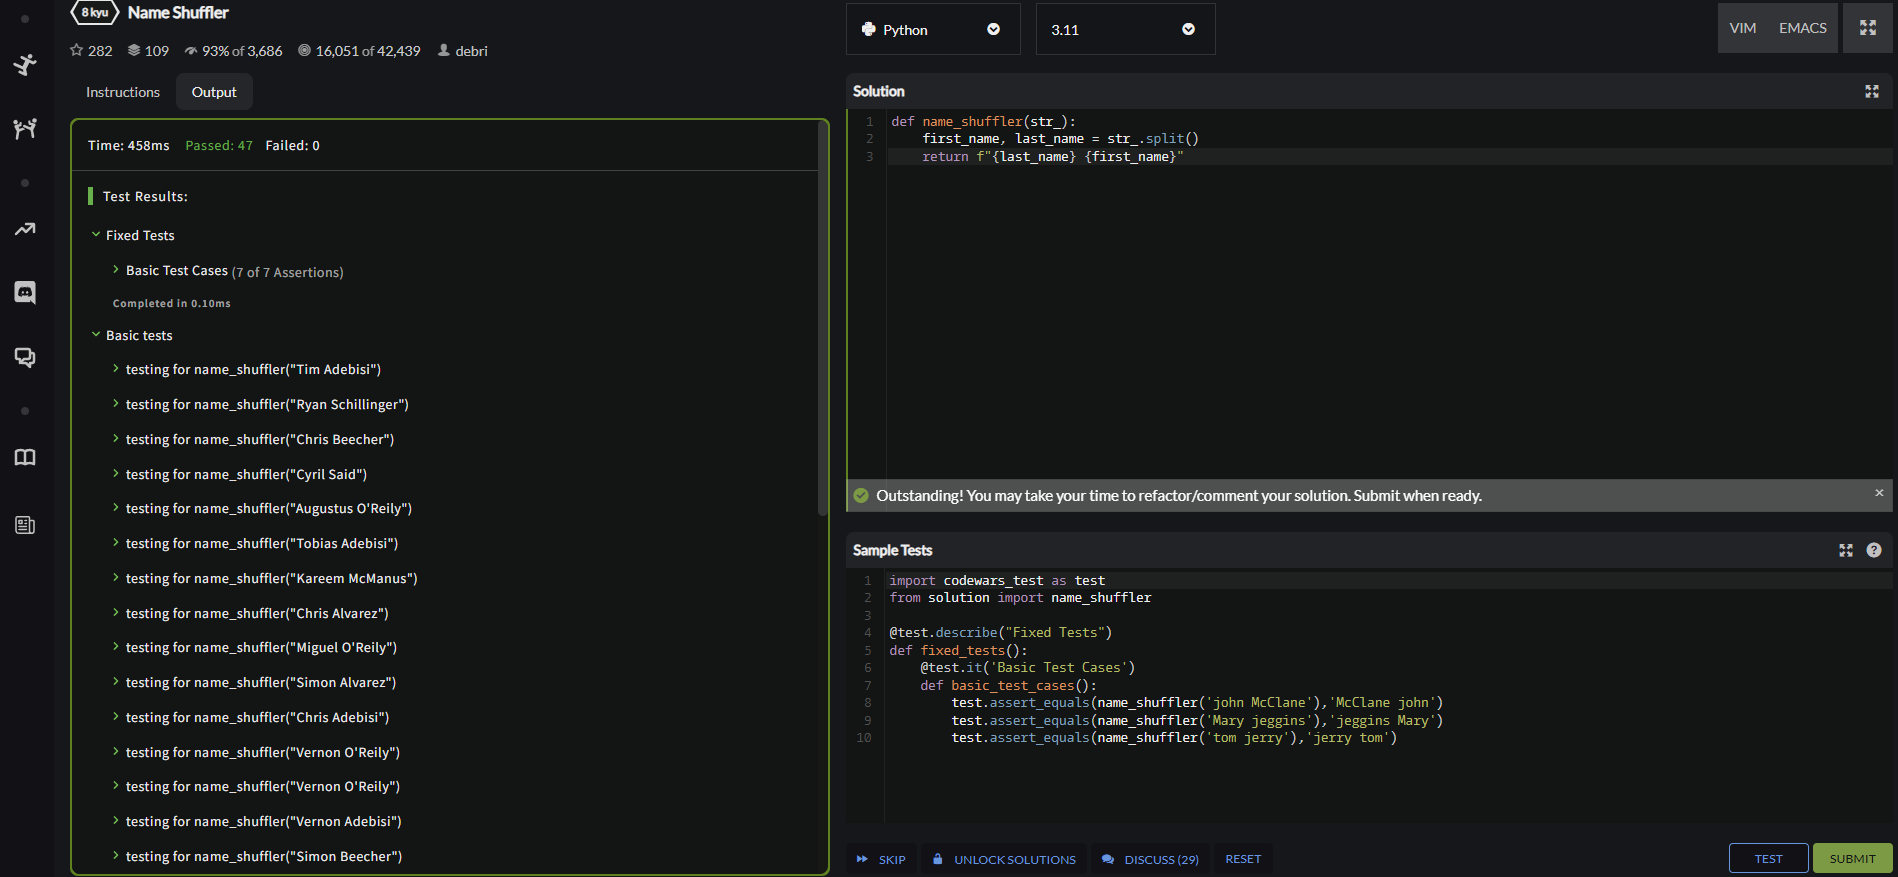 8 kyu Name Shuffler
282 109 93% of 3,686 16,051 of 42,439 debri
Instructions Output
Time: 458ms Passed: 47 Failed: 0
Test Results:
Fixed Tests
Basic Test Cases (7 of 7 Assertions)
Completed in 0.10ms
Basic tests
testing for name_shuffler("Tim Adebisi")
testing for name_shuffler("Ryan Schillinger")
testing for name_shuffler("Chris Beecher")
testing for name_shuffler("Cyril Said")
testing for name_shuffler("Augustus O'Reily")
testing for name_shuffler("Tobias Adebisi")
testing for name_shuffler("Kareem McManus")
testing for name_shuffler("Chris Alvarez")
testing for name_shuffler("Miguel O'Reily")
testing for name_shuffler("Simon Alvarez")
testing for name_shuffler("Chris Adebisi")
testing for name_shuffler("Vernon O'Reily")
testing for name_shuffler("Vernon O'Reily")
testing for name_shuffler("Vernon Adebisi")
testing for name_shuffler("Simon Beecher")
Python 3.11 VIM EMACS
Solution
1 def name_shuffler(str_):
2     first_name, last_name = str_.split()
3     return f"{last_name} {first_name}"
Outstanding! You may take your time to refactor/comment your solution. Submit when ready. ×
Sample Tests ?
1 import codewars_test as test
2 from solution import name_shuffler
3
4 @test.describe("Fixed Tests")
5 def fixed_tests():
6     @test.it('Basic Test Cases')
7     def basic_test_cases():
8         test.assert_equals(name_shuffler('john McClane'),'McClane john')
9         test.assert_equals(name_shuffler('Mary jeggins'),'jeggins Mary')
10         test.assert_equals(name_shuffler('tom jerry'),'jerry tom')
SKIP UNLOCK SOLUTIONS DISCUSS (29) RESET TEST SUBMIT